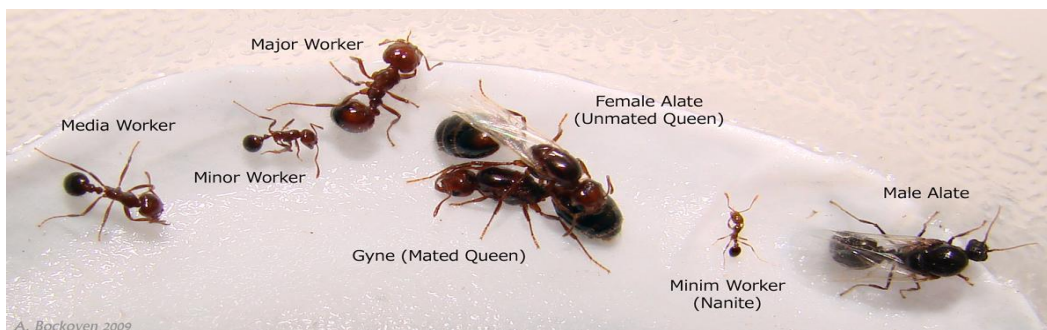 Major Worker
Female Alate
(Unmated Queen)
Media Worker
Minor Worker
Male Alate
Gyne (Mated Queen)
Minim Worker
(Nanite)
A. Bockoven 2009